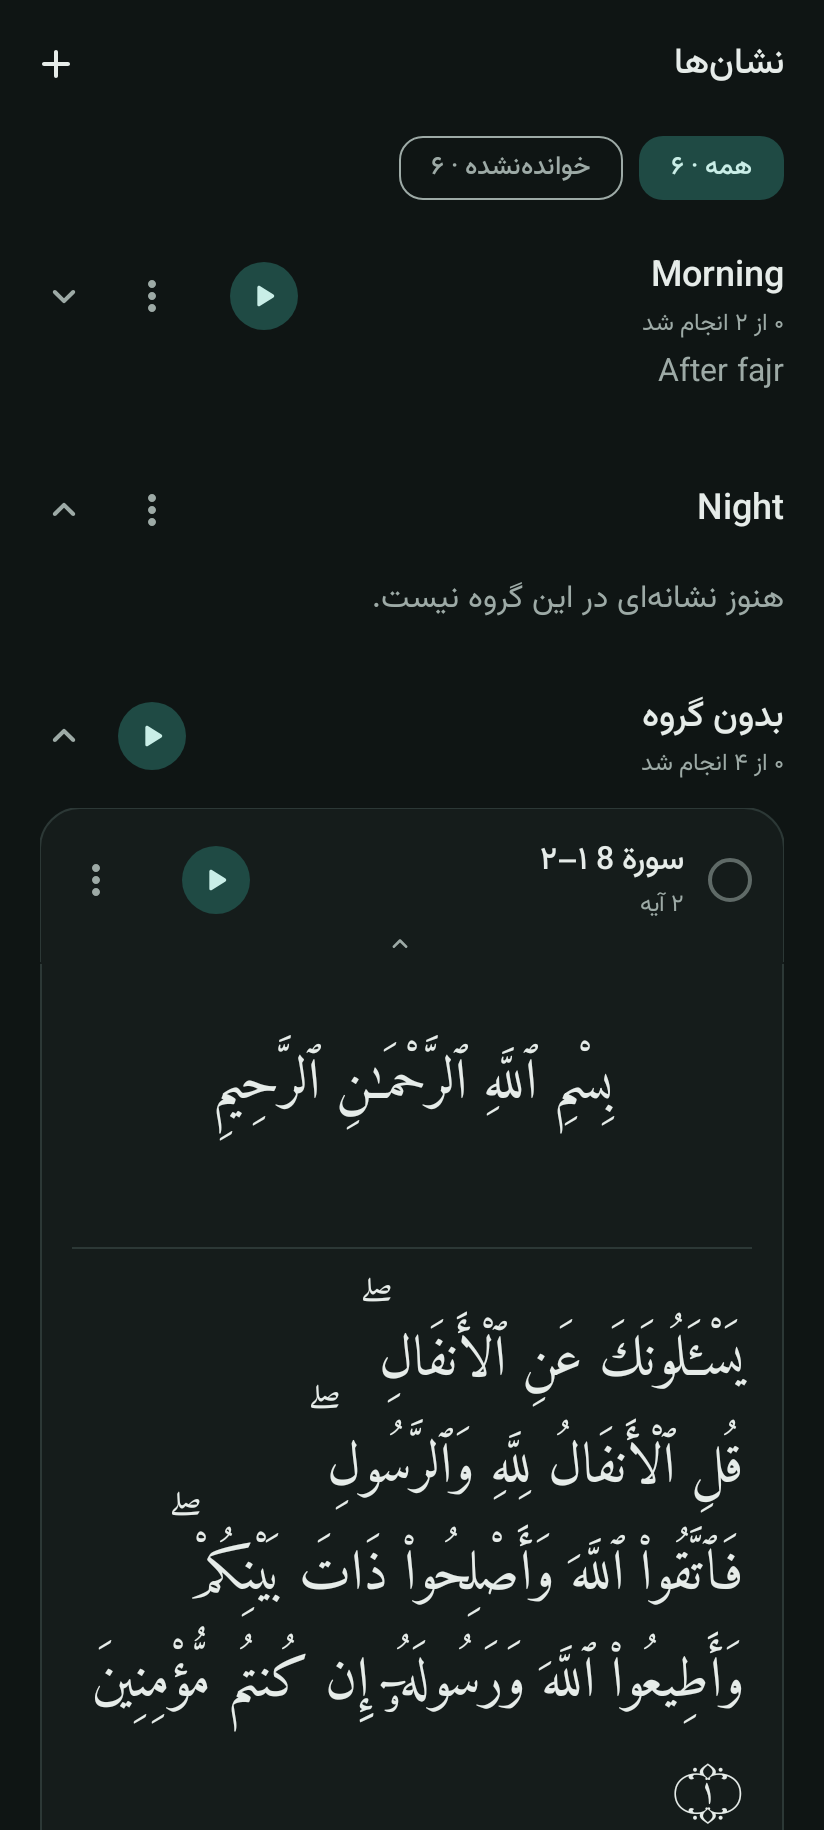 نشان‌ها
همه · ۶
خوانده‌نشده · ۶
Morning
۰ از ۲ انجام شد
After fajr
Night
هنوز نشانه‌ای در این گروه نیست.
بدون گروه
۰ از ۴ انجام شد
سورة 8 ۱–۲
۲ آیه
بِسْمِ ٱللَّهِ ٱلرَّحْمَـٰنِ ٱلرَّحِيمِ
يَسْـَٔلُونَكَ عَنِ ٱلْأَنفَالِ ۖ
قُلِ ٱلْأَنفَالُ لِلَّهِ وَٱلرَّسُولِ ۖ
فَٱتَّقُوا۟ ٱللَّهَ وَأَصْلِحُوا۟ ذَاتَ بَيْنِكُمْ ۖ
وَأَطِيعُوا۟ ٱللَّهَ وَرَسُولَهُۥٓ إِن كُنتُم مُّؤْمِنِينَ
١